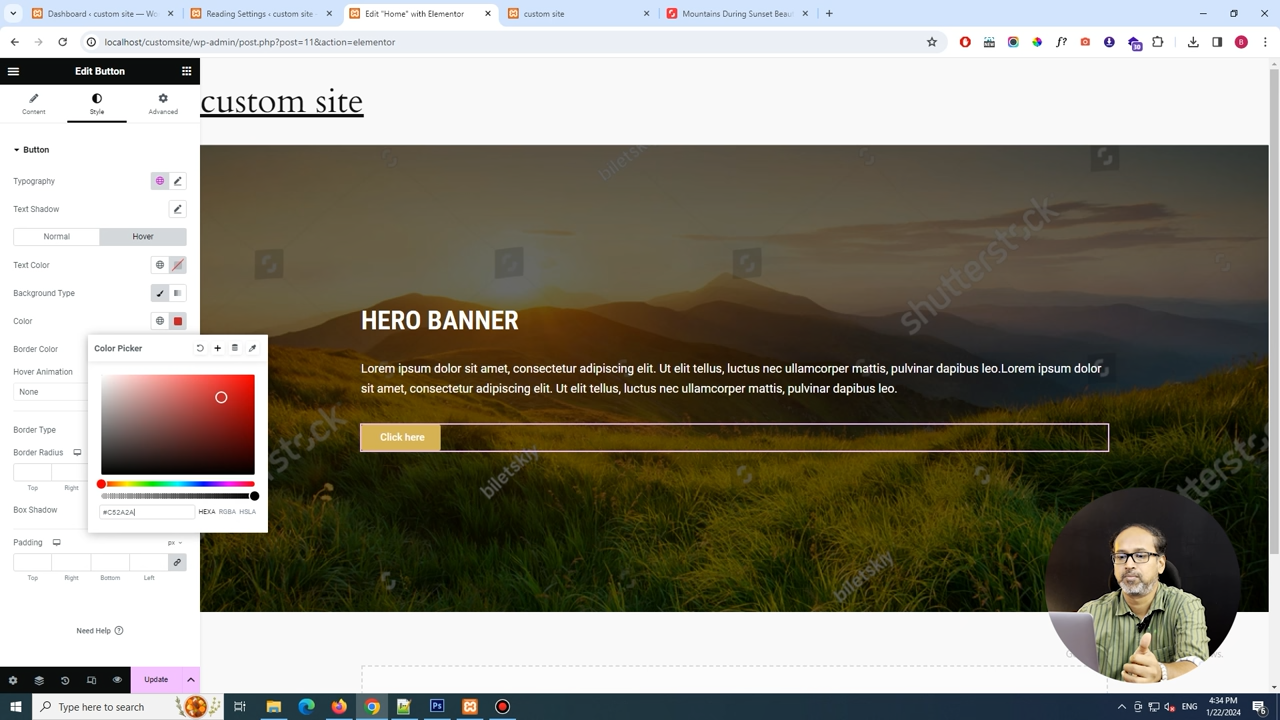 Dashboard ‹ custom site — Wo
Reading Settings ‹ custom site
Edit "Home" with Elementor
custom site
Mountains During Sunset Beau
localhost/customsite/wp-admin/post.php?post=11&action=elementor
Edit Button
Content
Style
Advanced
custom site
Button
Typography
Text Shadow
Normal
Hover
Text Color
Background Type
Color
Color Picker
Border Color
Hover Animation
None
Border Type
Border Radius
Top
Right
#C52A2A
HEXA
RGBA
HSLA
Box Shadow
Padding
px
Top
Right
Bottom
Left
Need Help
Update
HERO BANNER
Lorem ipsum dolor sit amet, consectetur adipiscing elit. Ut elit tellus, luctus nec ullamcorper mattis, pulvinar dapibus leo.Lorem ipsum dolor
sit amet, consectetur adipiscing elit. Ut elit tellus, luctus nec ullamcorper mattis, pulvinar dapibus leo.
Click here
shutterstock
biletskiy
biletskiy
Type here to search
ENG
4:34 PM
1/22/2024